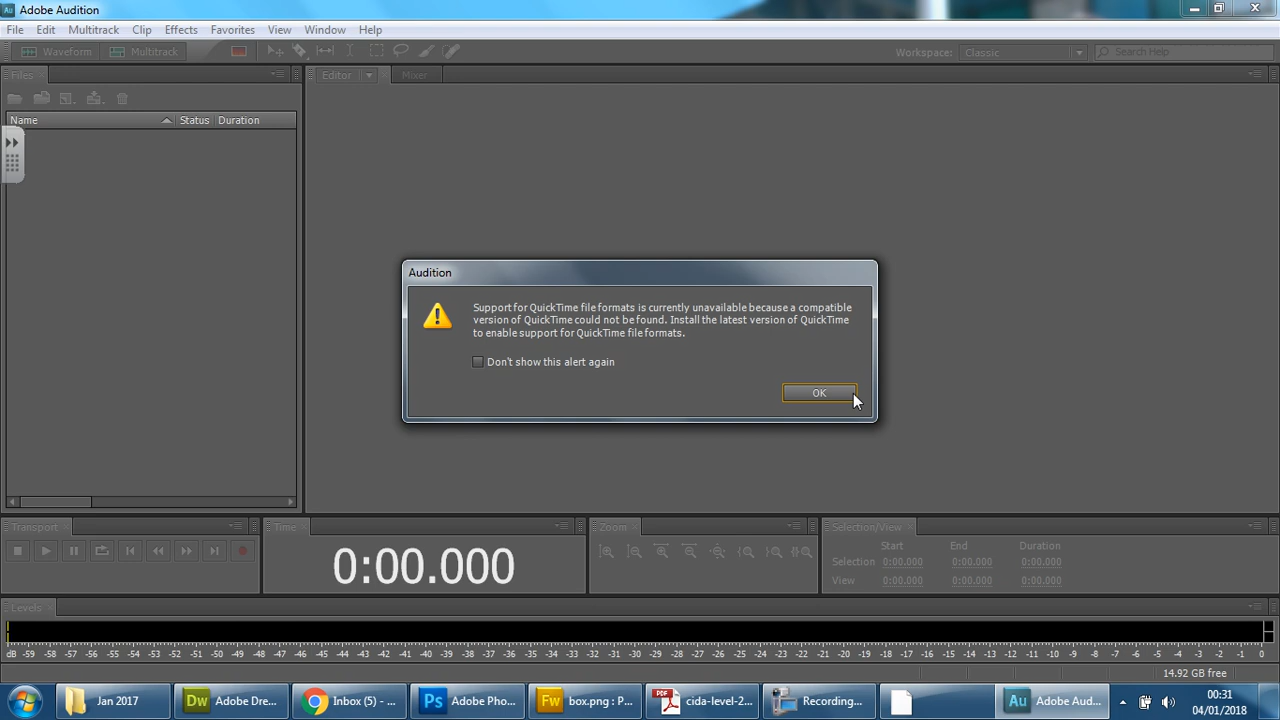 Au Adobe Audition
File Edit Multitrack Clip Effects Favorites View Window Help
Waveform Multitrack Workspace: Classic Search Help
Files Editor Mixer
Name Status Duration
Audition
Support for QuickTime file formats is currently unavailable because a compatible
version of QuickTime could not be found. Install the latest version of QuickTime
to enable support for QuickTime file formats.
Don't show this alert again
OK
Transport Time Zoom Selection/View
Start End Duration
Selection 0:00.000 0:00.000 0:00.000
View 0:00.000 0:00.000 0:00.000
0:00.000
Levels
dB -59 -58 -57 -56 -55 -54 -53 -52 -51 -50 -49 -48 -47 -46 -45 -44 -43 -42 -41 -40 -39 -38 -37 -36 -35 -34 -33 -32 -31 -30 -29 -28 -27 -26 -25 -24 -23 -22 -21 -20 -19 -18 -17 -16 -15 -14 -13 -12 -11 -10 -9 -8 -7 -6 -5 -4 -3 -2 -1 0
14.92 GB free
Jan 2017 Dw Adobe Dre... Inbox (5) - ... Ps Adobe Pho... Fw box.png : P... PDF cida-level-2... Recording... Au Adobe Aud... 00:31
04/01/2018